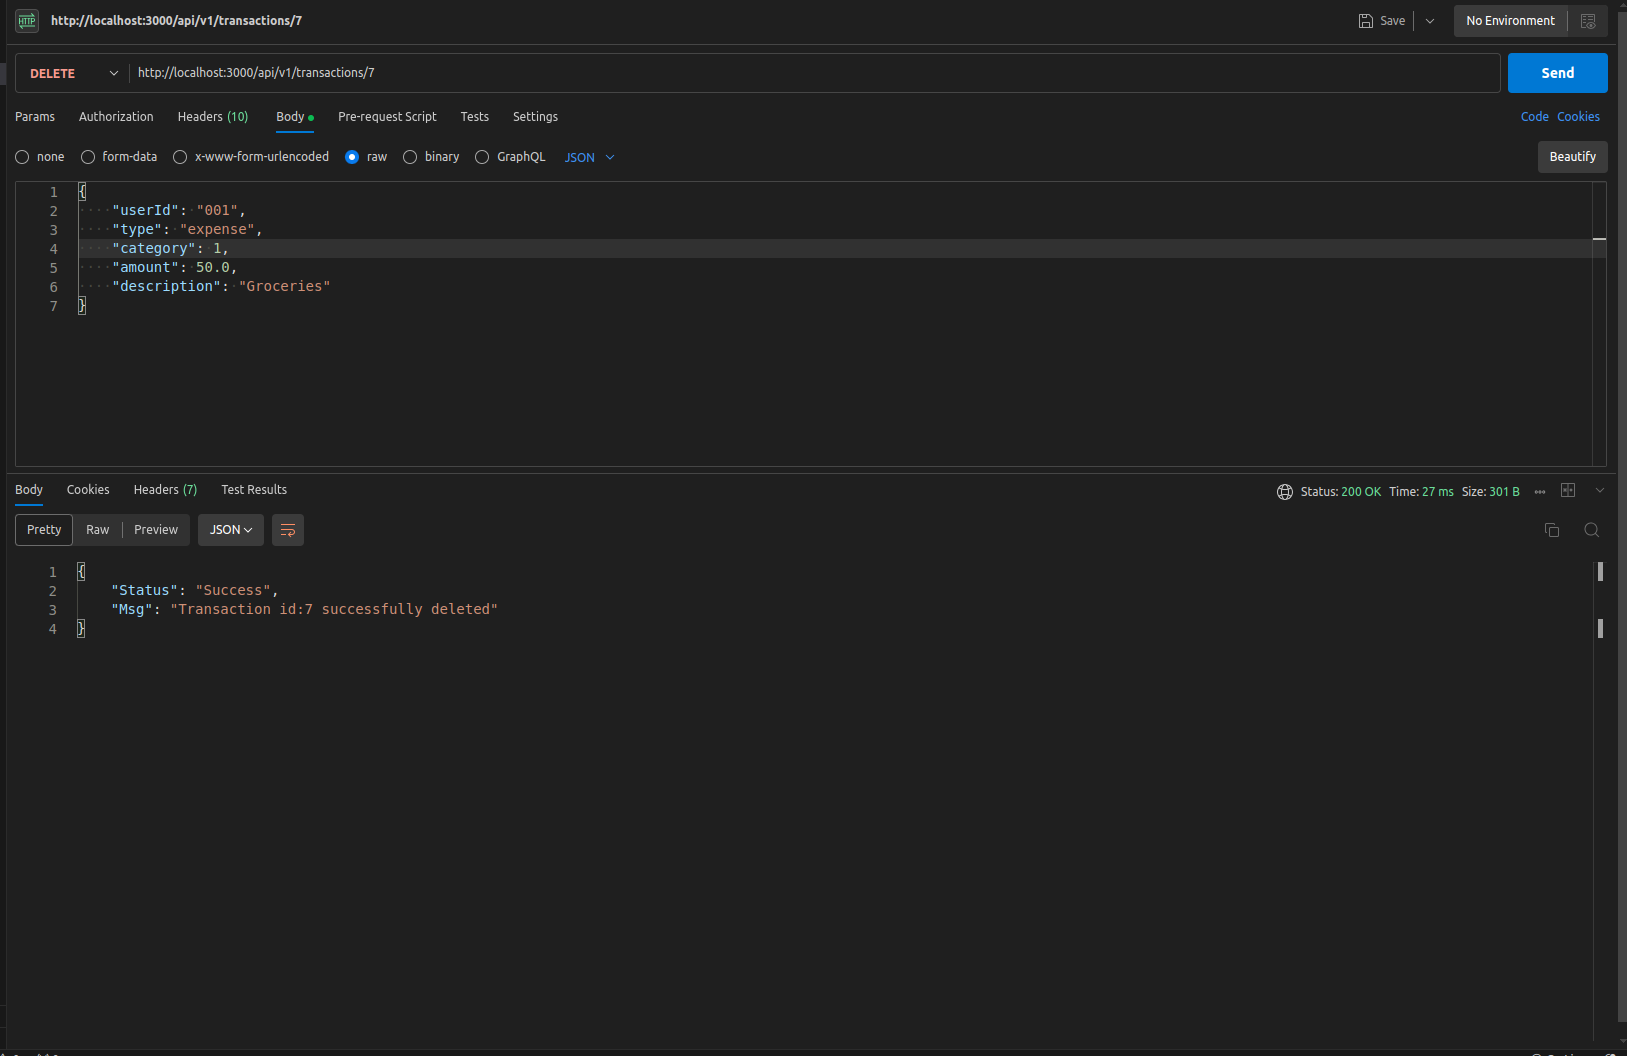 HTTP http://localhost:3000/api/v1/transactions/7 Save No Environment
DELETE http://localhost:3000/api/v1/transactions/7 Send
Params Authorization Headers (10) Body Pre-request Script Tests Settings Code Cookies
none form-data x-www-form-urlencoded raw binary GraphQL JSON Beautify
1 {
2 "userId": "001",
3 "type": "expense",
4 "category": 1,
5 "amount": 50.0,
6 "description": "Groceries"
7 }
Body Cookies Headers (7) Test Results Status: 200 OK Time: 27 ms Size: 301 B
Pretty Raw Preview JSON
1 {
2 "Status": "Success",
3 "Msg": "Transaction id:7 successfully deleted"
4 }